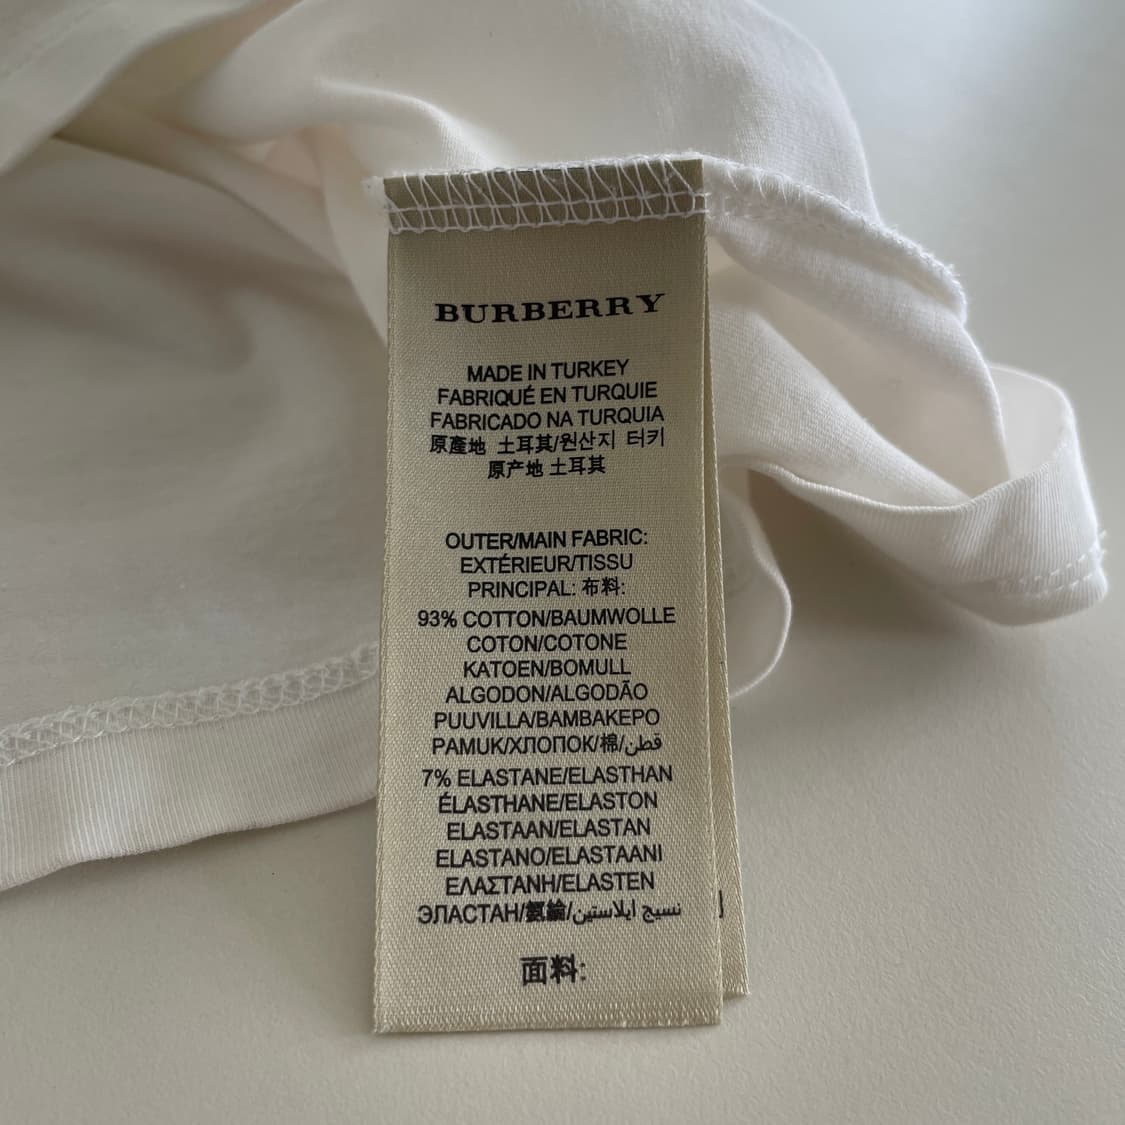 BURBERRY
MADE IN TURKEY
FABRIQUÉ EN TURQUIE
FABRICADO NA TURQUIA
原產地 土耳其/원산지 터키
原产地 土耳其
OUTER/MAIN FABRIC:
EXTÉRIEUR/TISSU
PRINCIPAL: 布料:
93% COTTON/BAUMWOLLE
COTON/COTONE
KATOEN/BOMULL
ALGODON/ALGODÃO
PUUVILLA/BAMBAKEPO
PAMUK/ХЛОПОК/棉/قطن
7% ELASTANE/ELASTHAN
ÉLASTHANE/ELASTON
ELASTAAN/ELASTAN
ELASTANO/ELASTAANI
ΕΛΑΣΤΑΝΗ/ELASTEN
ЭЛАСТАН/氨綸/نسيج ايلاستين
面料: